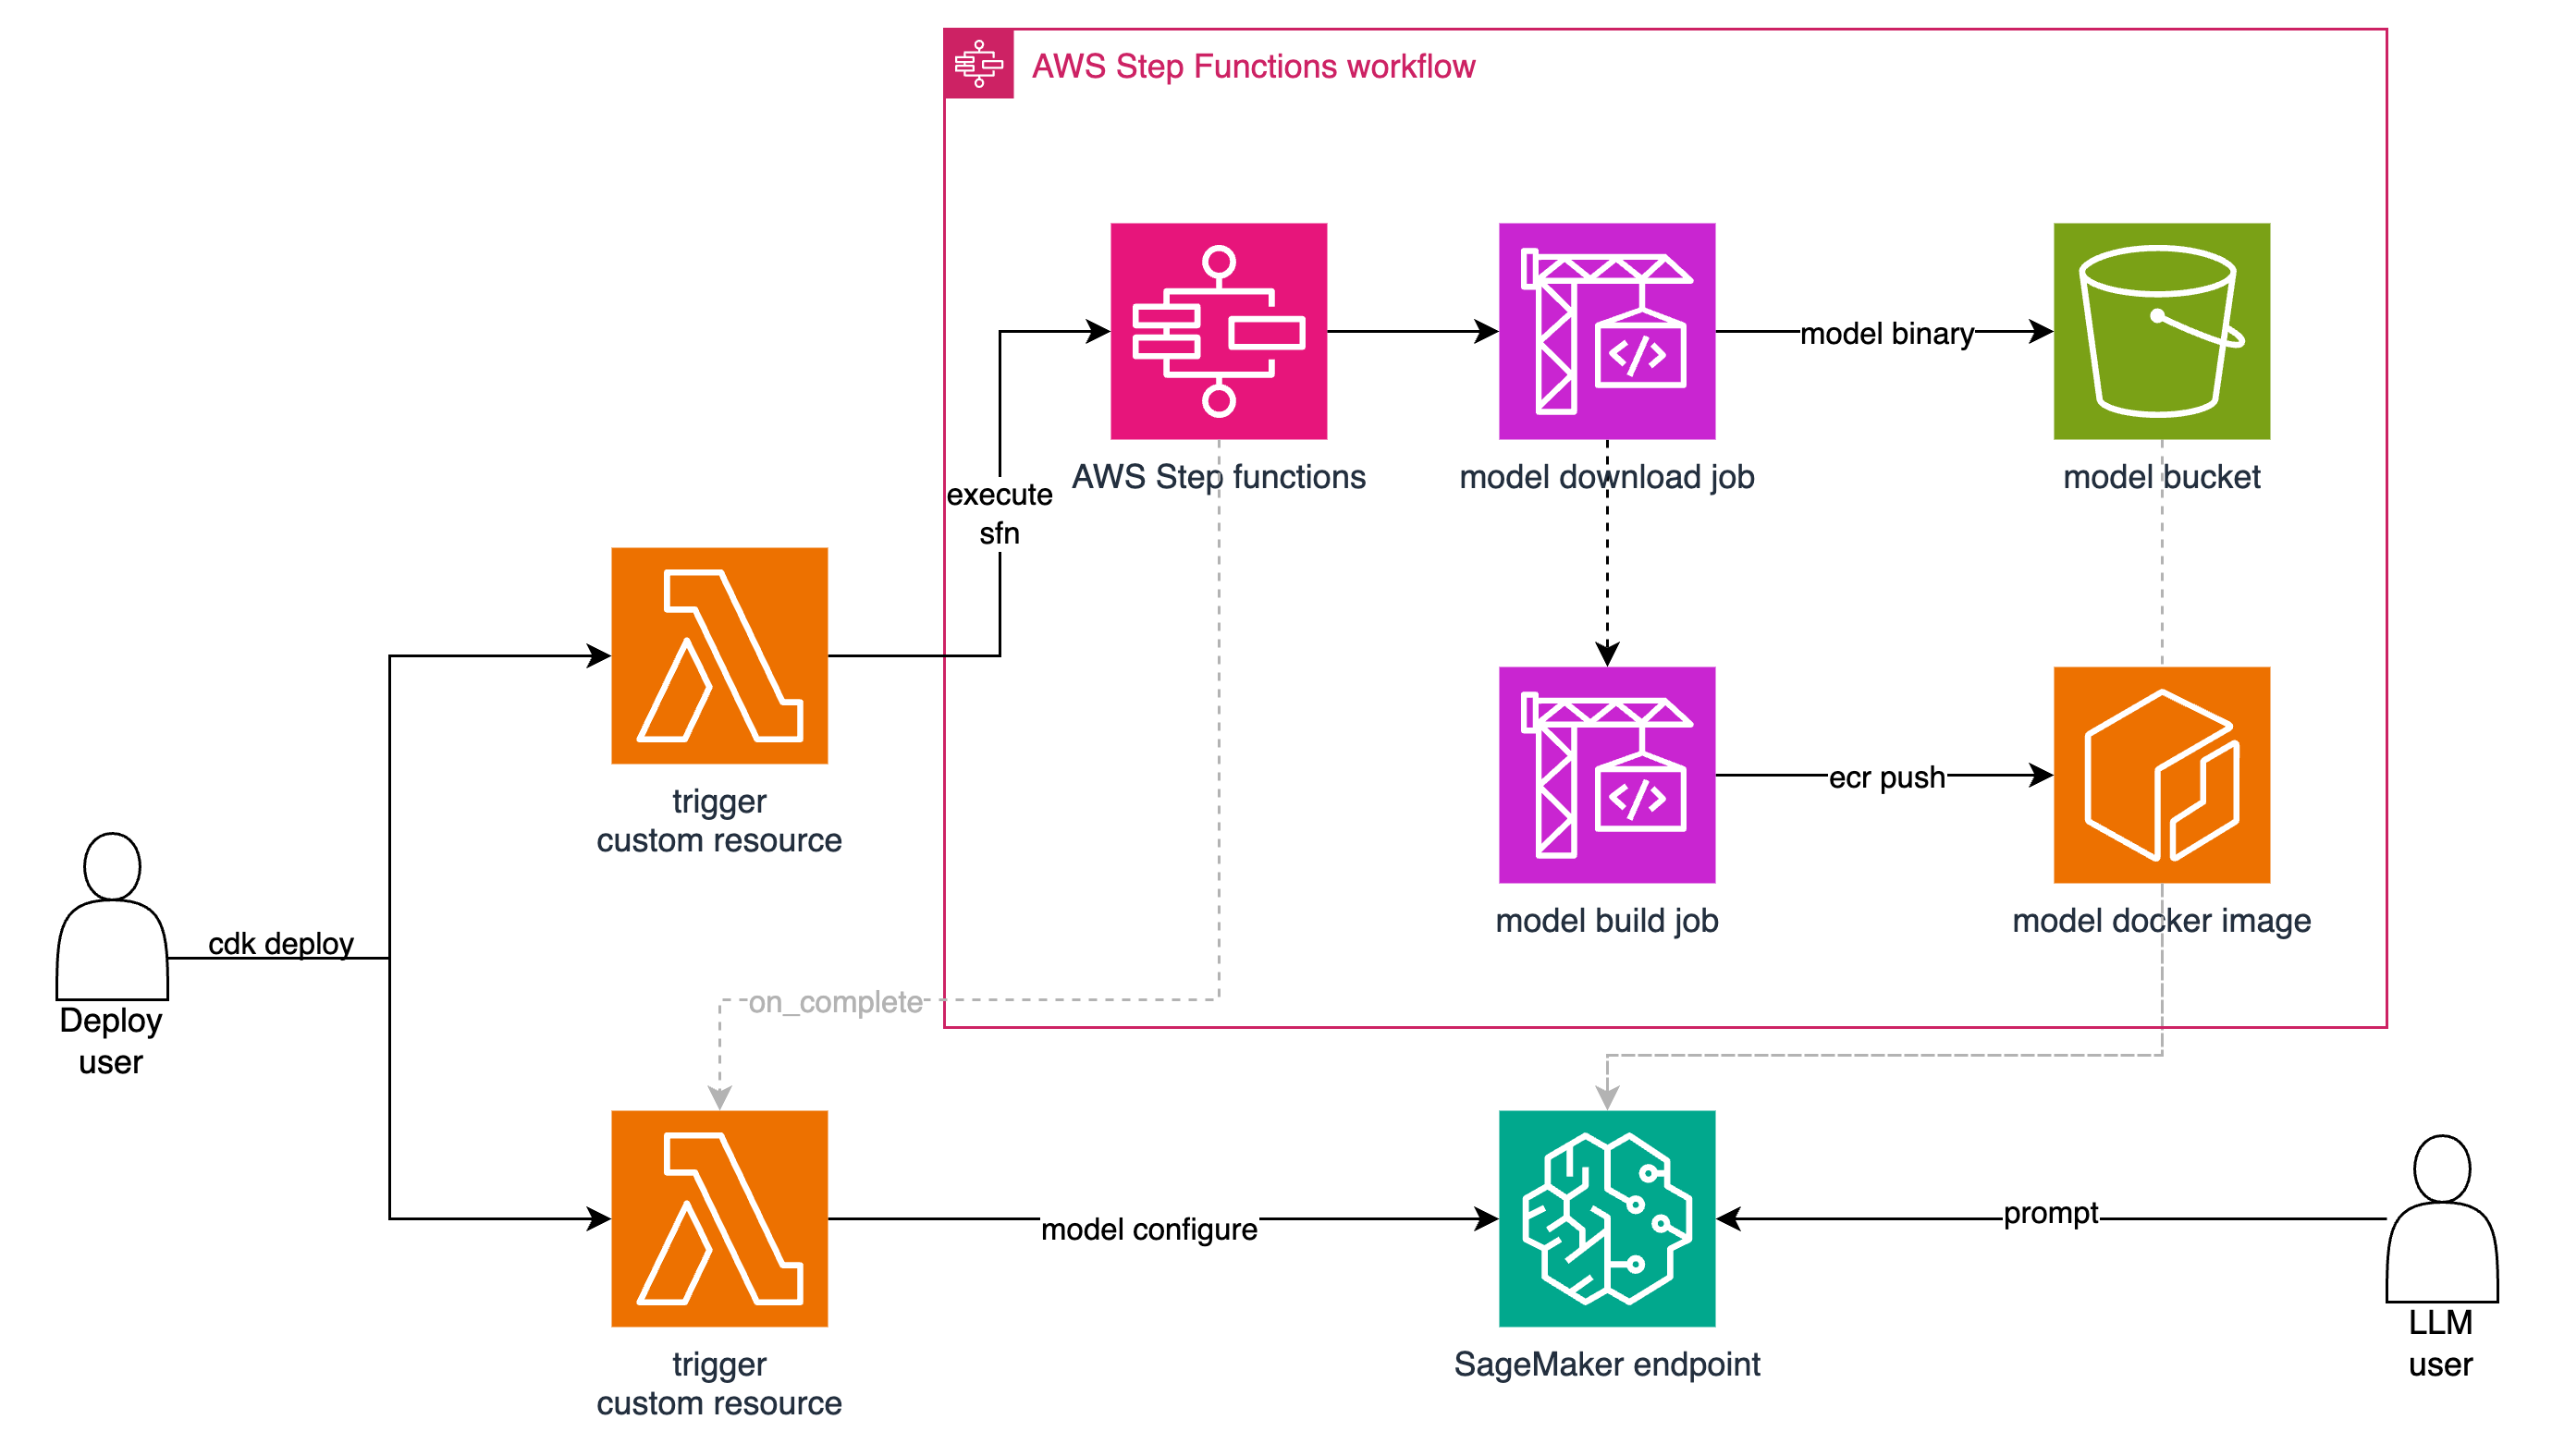 AWS Step Functions workflow
AWS Step functions
model download job
model binary
model bucket
execute
sfn
trigger
custom resource
model build job
ecr push
model docker image
cdk deploy
Deploy
user
on_complete
trigger
custom resource
model configure
SageMaker endpoint
prompt
LLM
user